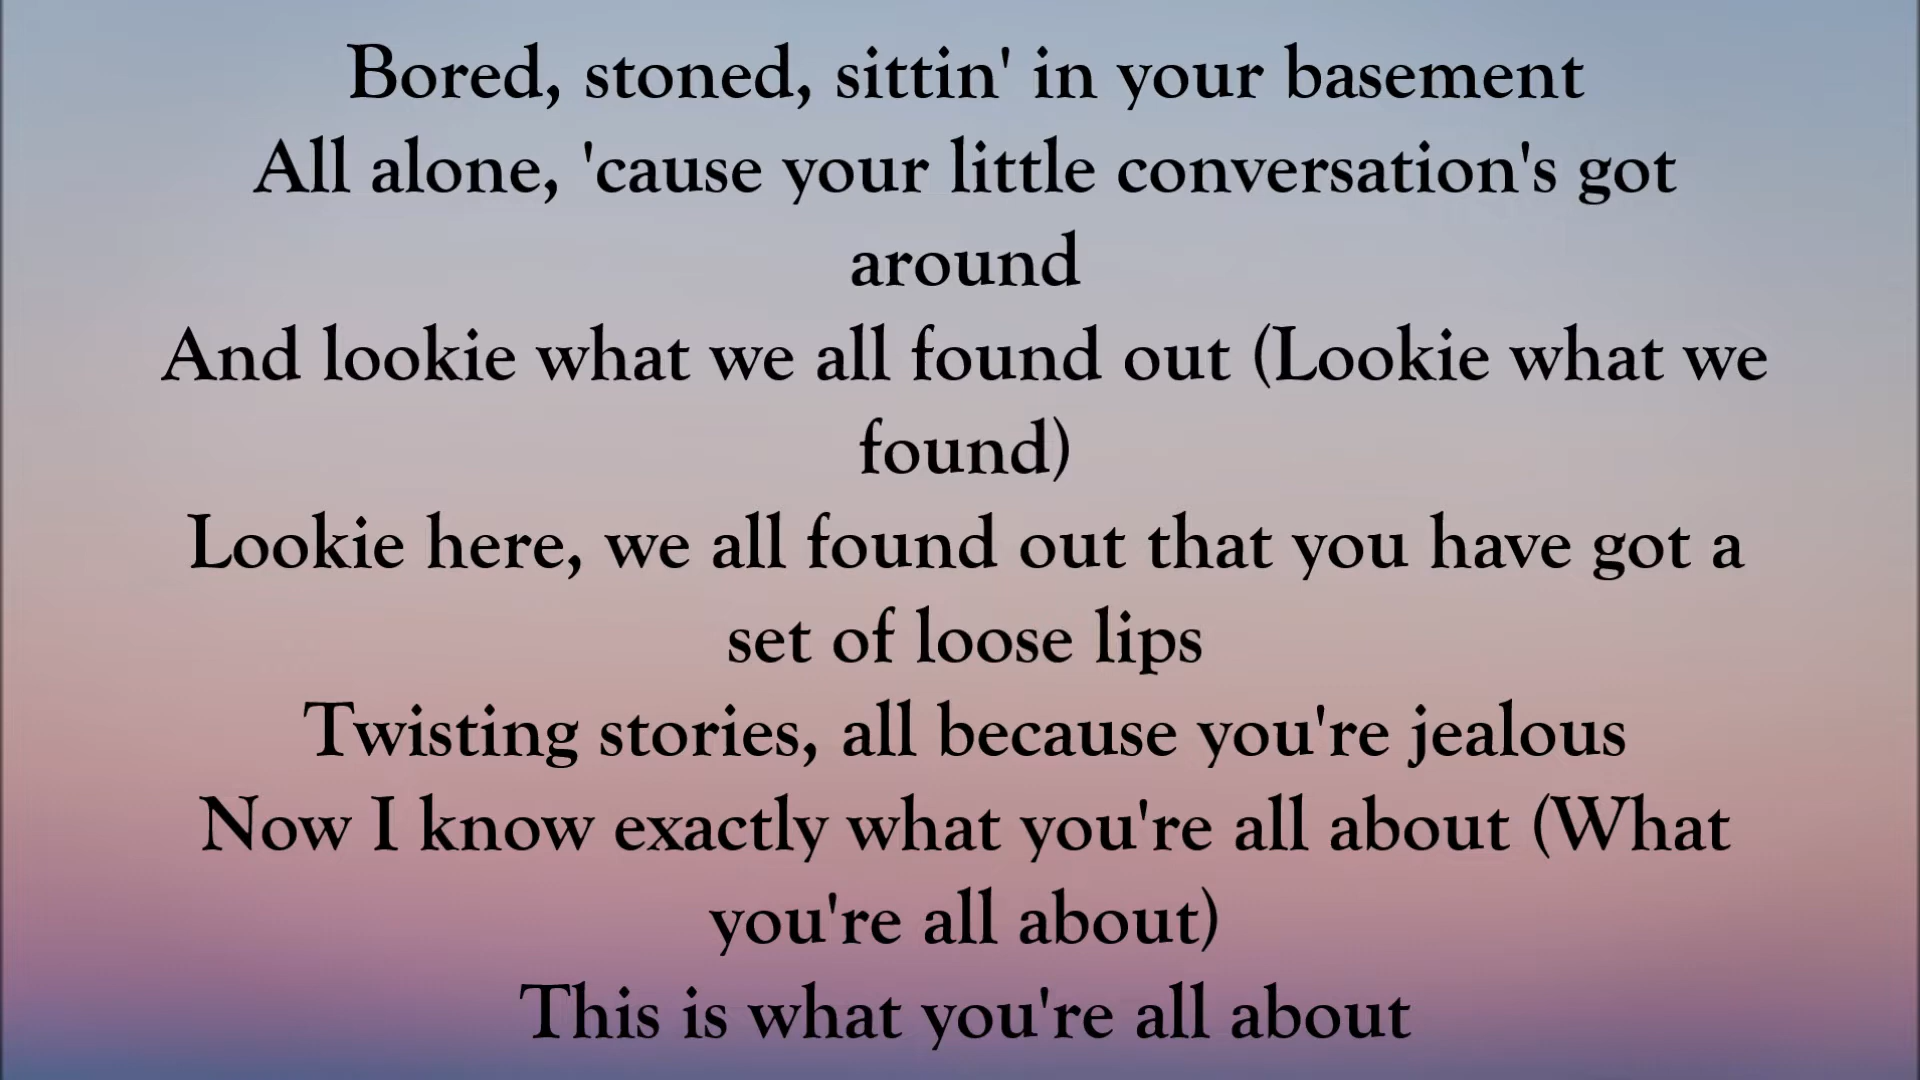 Bored, stoned, sittin' in your basement
All alone, 'cause your little conversation's got
around
And lookie what we all found out (Lookie what we
found)
Lookie here, we all found out that you have got a
set of loose lips
Twisting stories, all because you're jealous
Now I know exactly what you're all about (What
you're all about)
This is what you're all about